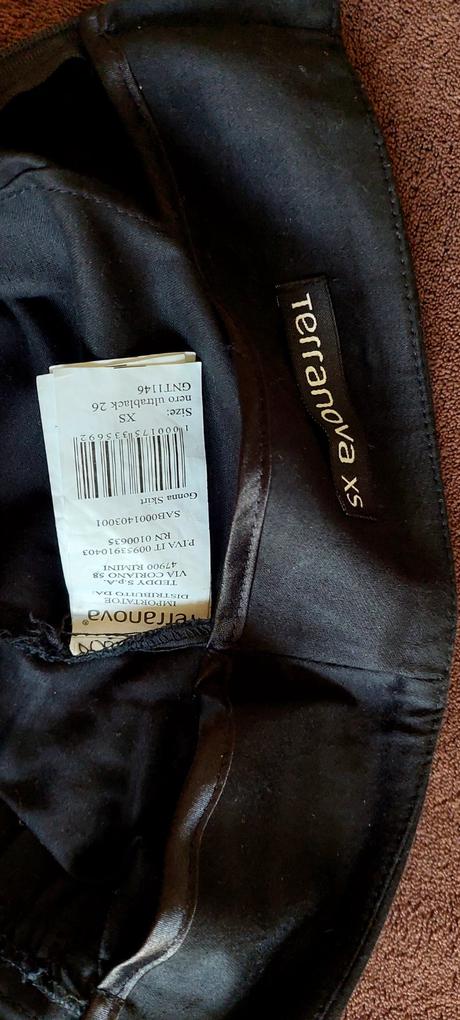 Terranova XS
Terranova®
IMPORTATO E
DISTRIBUITO DA:
TEDDY S.p.A.
VIA CORIANO 58
47900 RIMINI
P.IVA IT 00953910403
RN 0100635
SAB0001403001
Gonna Skirt
Size: XS
nero ultrablack 26
GNT1146